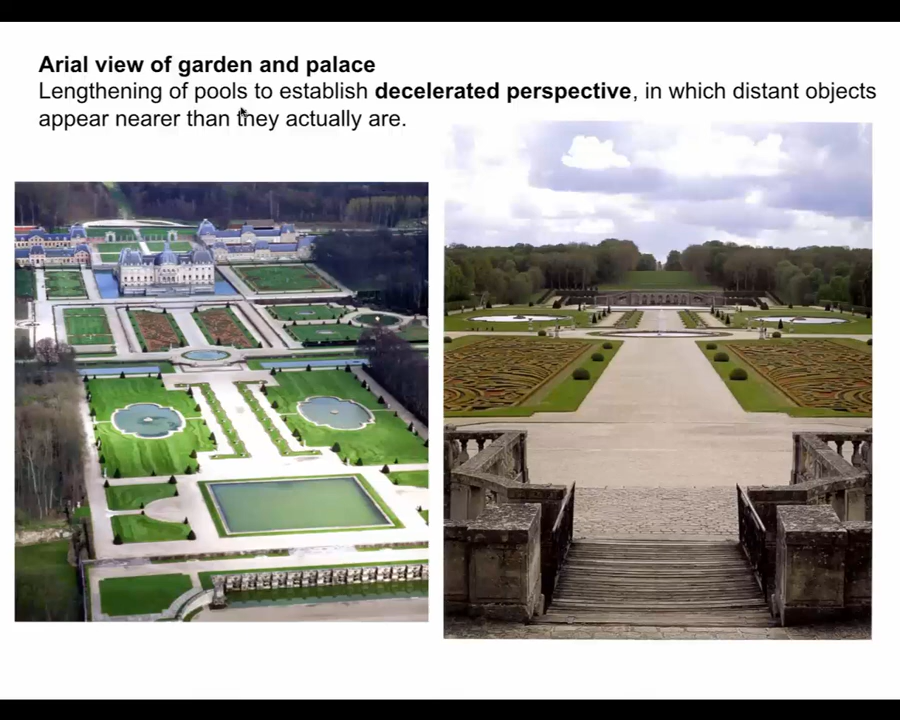 Arial view of garden and palace
Lengthening of pools to establish decelerated perspective, in which distant objects
appear nearer than they actually are.